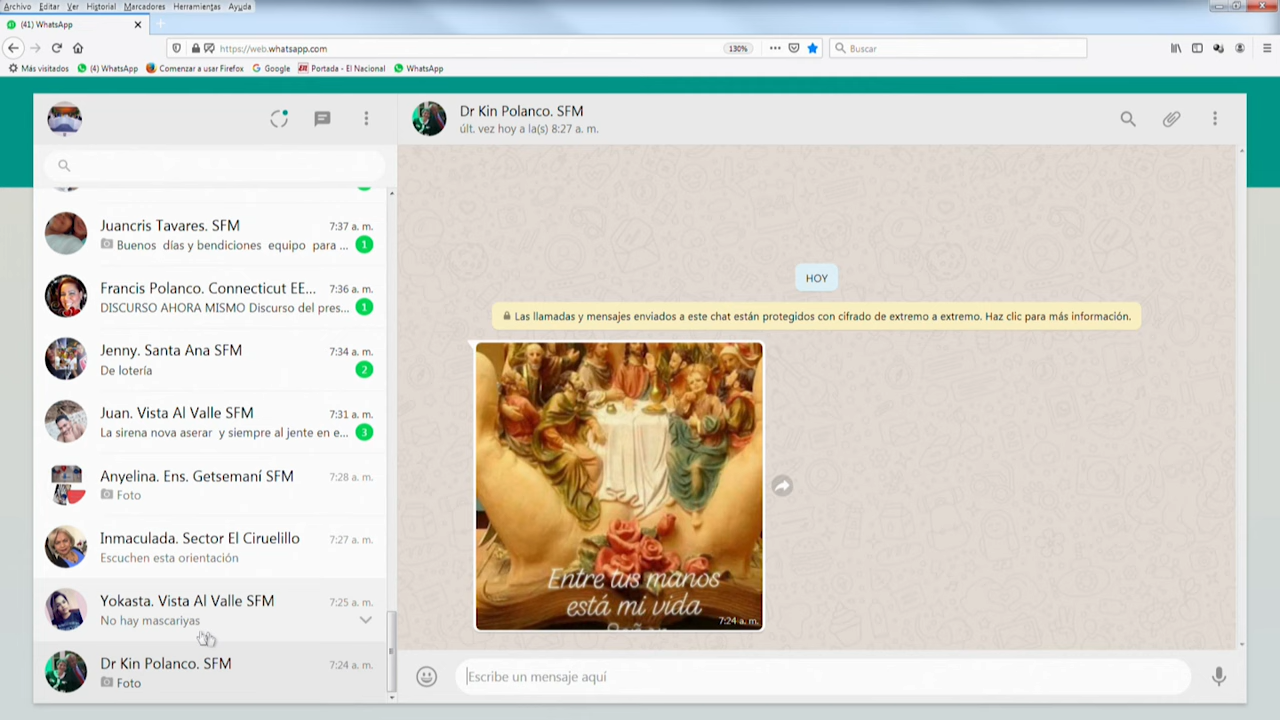 Archivo Editar Ver Historial Marcadores Herramientas Ayuda
(41) WhatsApp
https://web.whatsapp.com
130%
Buscar
Más visitados (4) WhatsApp Comenzar a usar Firefox Google Portada - El Nacional WhatsApp
Dr Kin Polanco. SFM
últ. vez hoy a la(s) 8:27 a. m.
Juancris Tavares. SFM 7:37 a. m.
Buenos días y bendiciones equipo para ... 1
Francis Polanco. Connecticut EE... 7:36 a. m.
DISCURSO AHORA MISMO Discurso del pres... 1
Jenny. Santa Ana SFM 7:34 a. m.
De lotería 2
Juan. Vista Al Valle SFM 7:31 a. m.
La sirena nova aserar y siempre al jente en e... 3
Anyelina. Ens. Getsemaní SFM 7:28 a. m.
Foto
Inmaculada. Sector El Ciruelillo 7:27 a. m.
Escuchen esta orientación
Yokasta. Vista Al Valle SFM 7:25 a. m.
No hay mascariyas
Dr Kin Polanco. SFM 7:24 a. m.
Foto
HOY
Las llamadas y mensajes enviados a este chat están protegidos con cifrado de extremo a extremo. Haz clic para más información.
Entre tus manos
está mi vida
7:24 a. m.
Escribe un mensaje aquí